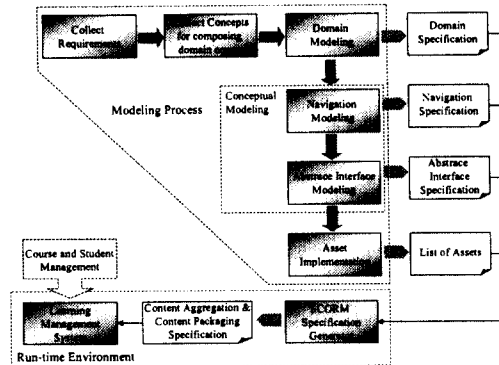 Collect
Requirements
Concepts
for composing
domain
Domain
Modeling
Domain
Specification
Modeling Process
Conceptual
Modeling
Navigation
Modeling
Navigation
Specification
Abstract Interface
Modeling
Abstrace
Interface
Specification
Asset
Implementation
List of Assets
Course and Student
Management
Learning
Management
System
Content Aggregation &
Content Packaging
Specification
SCORM
Specification
Generator
Run-time Environment